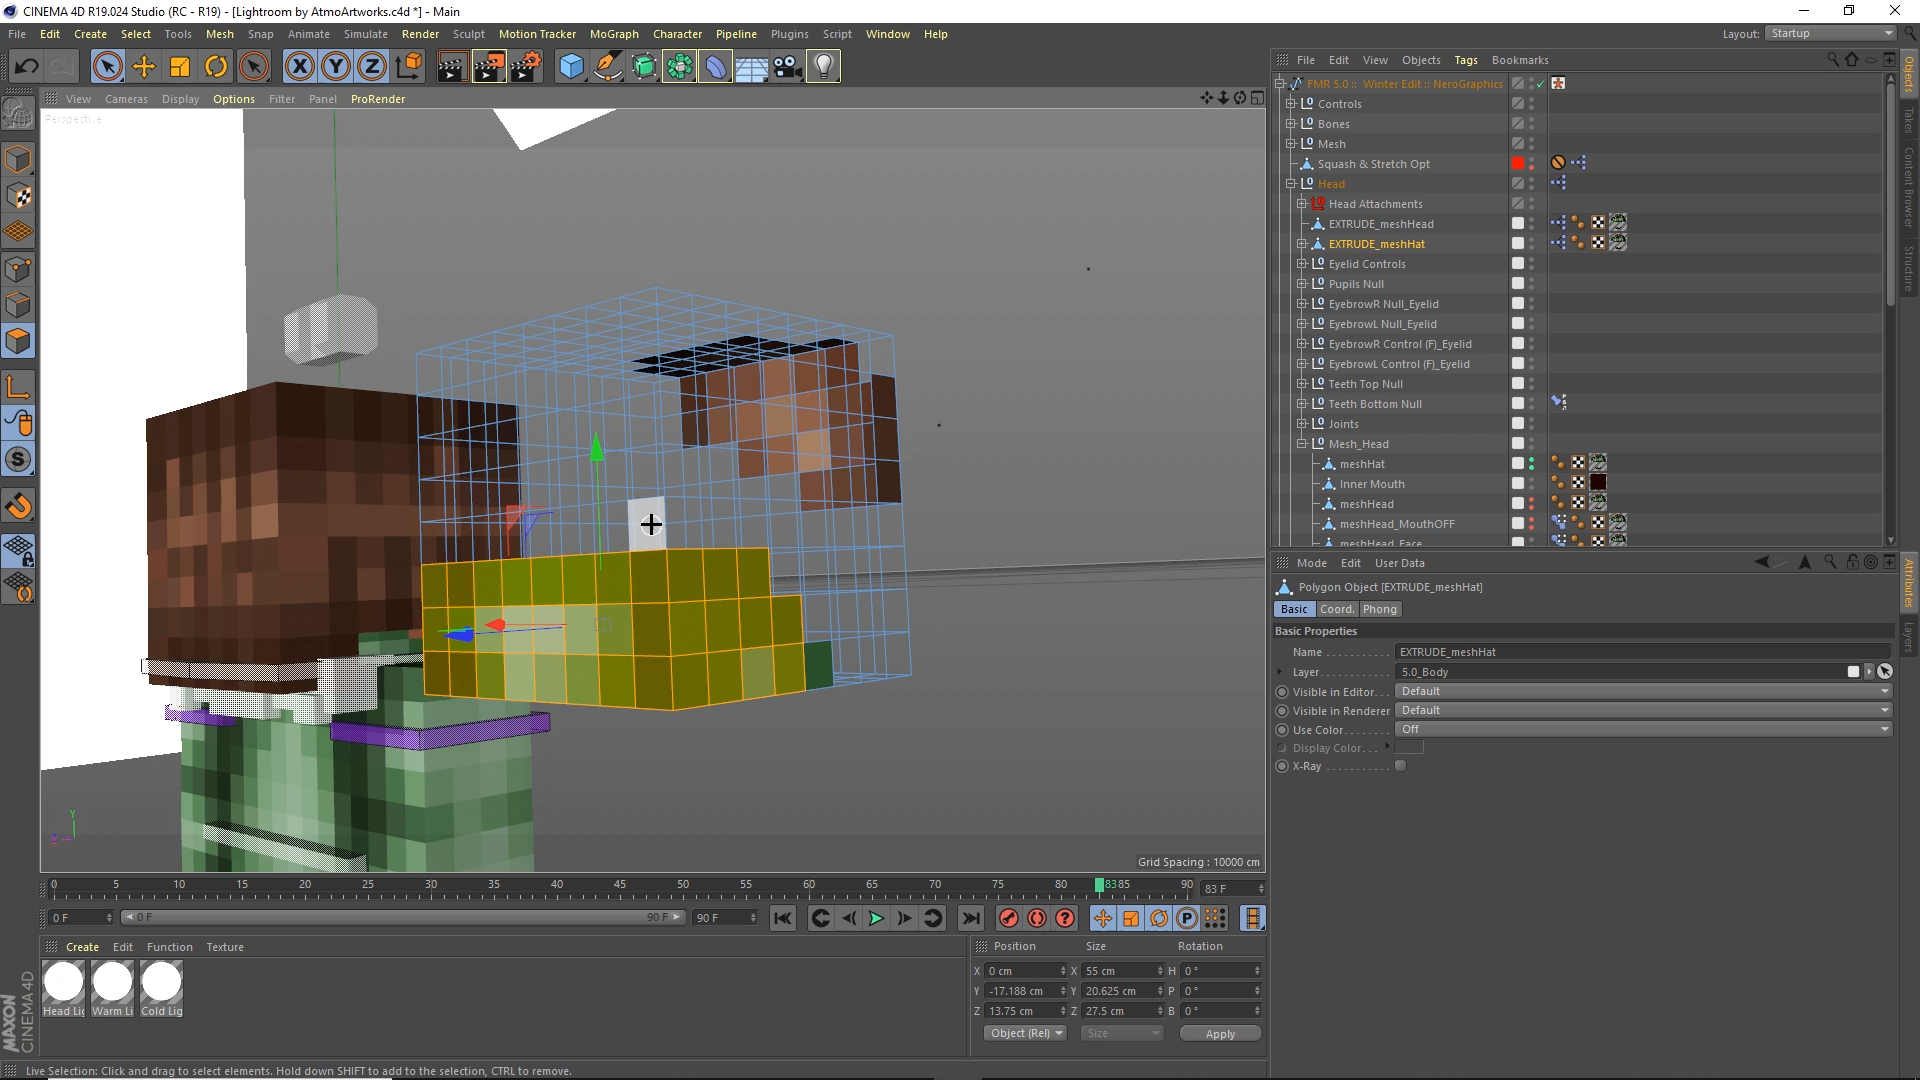 CINEMA 4D R19.024 Studio (RC - R19) - [Lightroom by AtmoArtworks.c4d *] - Main
File Edit Create Select Tools Mesh Snap Animate Simulate Render Sculpt Motion Tracker MoGraph Character Pipeline Plugins Script Window Help
Layout: Startup
File Edit View Objects Tags Bookmarks
View Cameras Display Options Filter Panel ProRender
Perspective
FMR 5.0 :: Winter Edit :: NeroGraphics
Controls
Bones
Mesh
Squash & Stretch Opt
Head
Head Attachments
EXTRUDE_meshHead
EXTRUDE_meshHat
Eyelid Controls
Pupils Null
EyebrowR Null_Eyelid
EyebrowL Null_Eyelid
EyebrowR Control (F)_Eyelid
EyebrowL Control (F)_Eyelid
Teeth Top Null
Teeth Bottom Null
Joints
Mesh_Head
meshHat
Inner Mouth
meshHead
meshHead_MouthOFF
meshHead_Face
Objects
Takes
Content Browser
Structure
Mode Edit User Data
Polygon Object [EXTRUDE_meshHat]
Basic Coord. Phong
Basic Properties
Name EXTRUDE_meshHat
Layer 5.0_Body
Visible in Editor Default
Visible in Renderer Default
Use Color Off
Display Color
X-Ray
Attributes
Layers
Y
Z
Grid Spacing : 10000 cm
0 5 10 15 20 25 30 35 40 45 50 55 60 65 70 75 80 8385 90
83 F
0 F 0 F 90 F 90 F
Create Edit Function Texture
Head Lig Warm Li Cold Lig
Position Size Rotation
X 0 cm X 55 cm H 0 °
Y -17.188 cm Y 20.625 cm P 0 °
Z 13.75 cm Z 27.5 cm B 0 °
Object (Rel) Size Apply
MAXON CINEMA 4D
Live Selection: Click and drag to select elements. Hold down SHIFT to add to the selection, CTRL to remove.